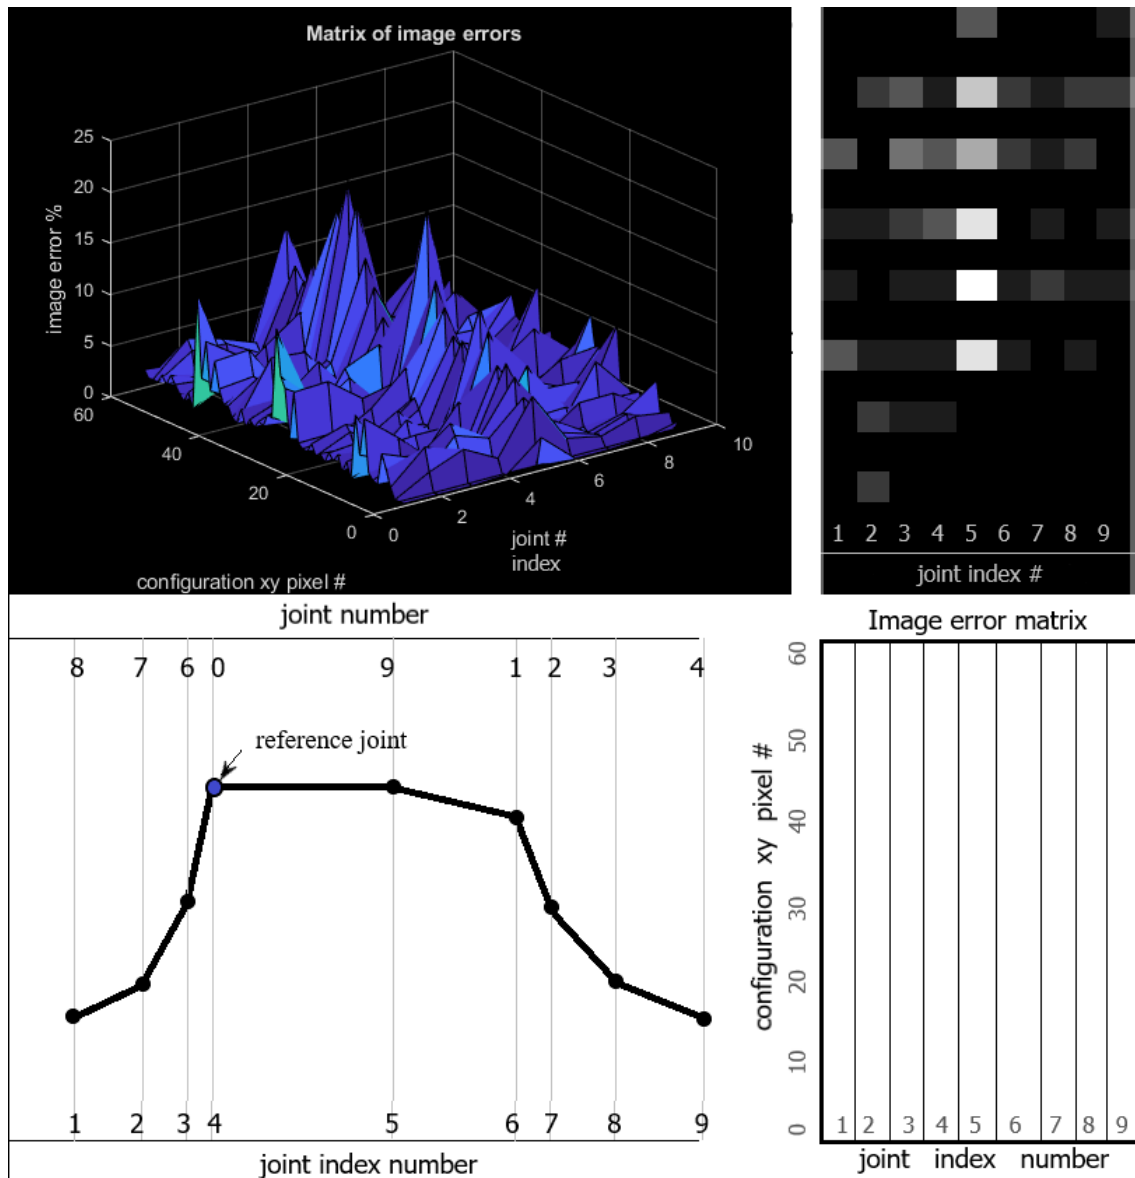 Matrix of image errors
image error %
25
20
15
10
5
0
60
40
20
0
0
2
4
6
8
10
joint #
index
configuration xy pixel #
1 2 3 4 5 6 7 8 9
joint index #
joint number
8 7 6 0 9 1 2 3 4
reference joint
1 2 3 4 5 6 7 8 9
joint index number
Image error matrix
configuration xy pixel #
60
50
40
30
20
10
0
1 2 3 4 5 6 7 8 9
joint index number